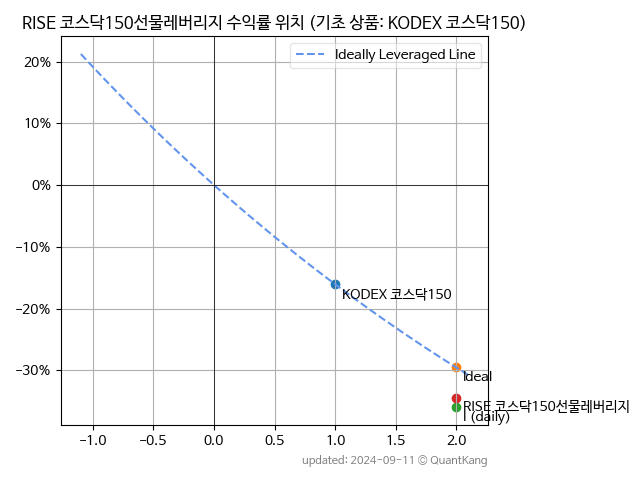 RISE 코스닥150선물레버리지 수익률 위치 (기초 상품: KODEX 코스닥150)
Ideally Leveraged Line
20%
10%
0%
-10%
-20%
-30%
KODEX 코스닥150
Ideal
RISE 코스닥150선물레버리지
I (daily)
-1.0
-0.5
0.0
0.5
1.0
1.5
2.0
updated: 2024-09-11 © QuantKang